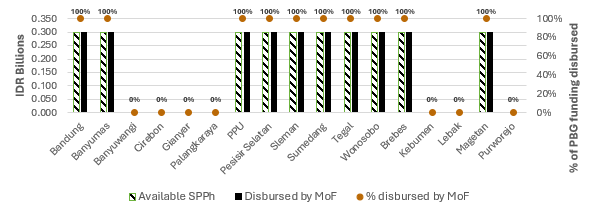 100% 100% 100% 100% 100% 100% 100% 100% 100% 100%
0% 0% 0% 0% 0% 0% 0%
IDR Billions
0.350
0.300
0.250
0.200
0.150
0.100
0.050
0.000
100%
80%
60%
40%
20%
0%
% of PBG funding disbursed
Bandung
Banyumas
Banyuwangi
Cirebon
Gianyar
Palangkaraya
PPU
Pesisir Selatan
Sleman
Sumedang
Tegal
Wonosobo
Brebes
Kebumen
Lebak
Magetan
Purworejo
Available SPPh Disbursed by MoF % disbursed by MoF